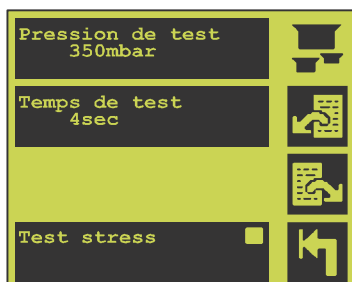 Pression de test
350mbar
Temps de test
4sec
Test stress